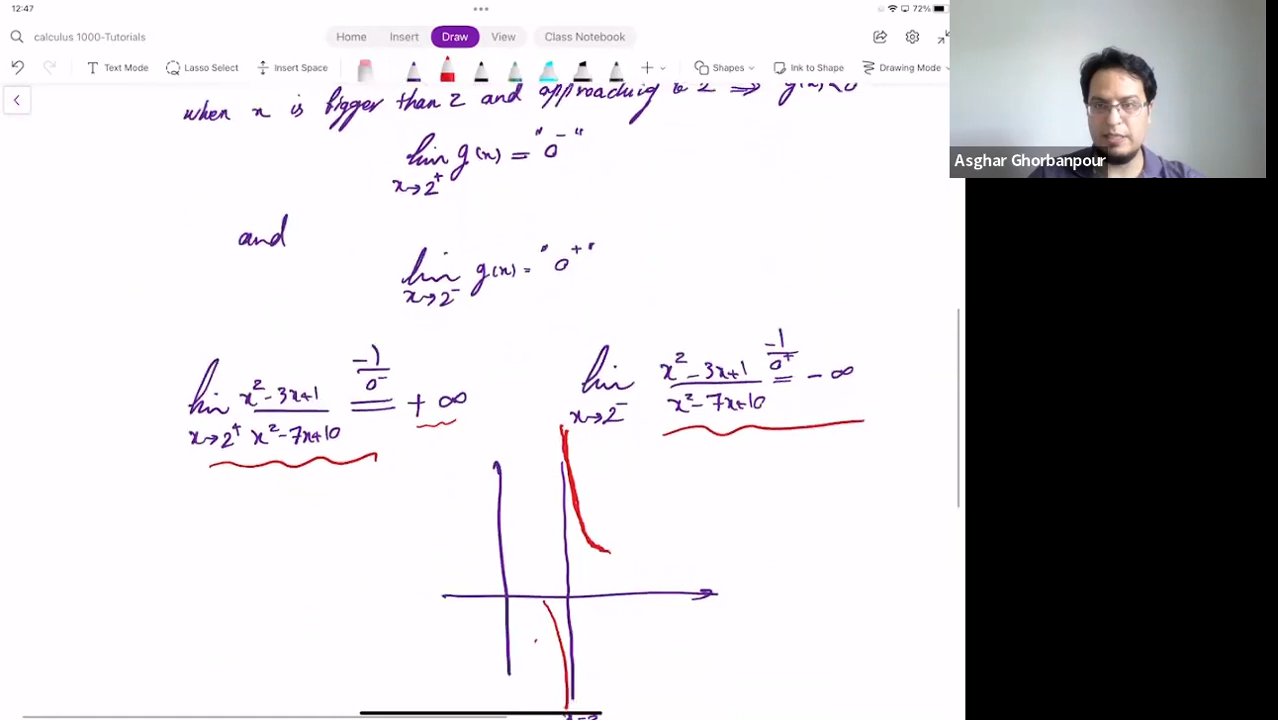 12:47
72%
calculus 1000-Tutorials
Home Insert Draw View Class Notebook
Text Mode Lasso Select Insert Space Shapes Ink to Shape Drawing Mode
Asghar Ghorbanpour
when x is bigger than 2 and approaching to 2 ⟹ g(x)<0
lim g(x) = "0⁻"
x→2⁺
and
lim g(x) = "0⁺"
x→2⁻
lim x²-3x+1 / x²-7x+10 = -1/0⁻ = +∞
x→2⁺
lim x²-3x+1 / x²-7x+10 = -1/0⁺ = -∞
x→2⁻